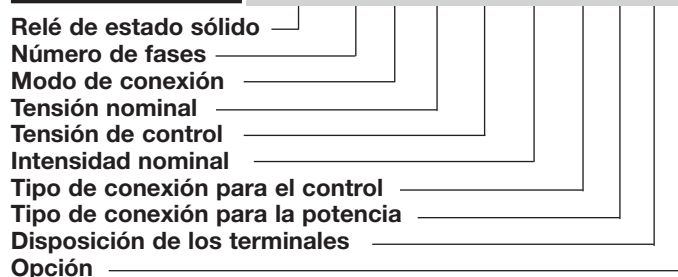 Relé de estado sólido
Número de fases
Modo de conexión
Tensión nominal
Tensión de control
Intensidad nominal
Tipo de conexión para el control
Tipo de conexión para la potencia
Disposición de los terminales
Opción